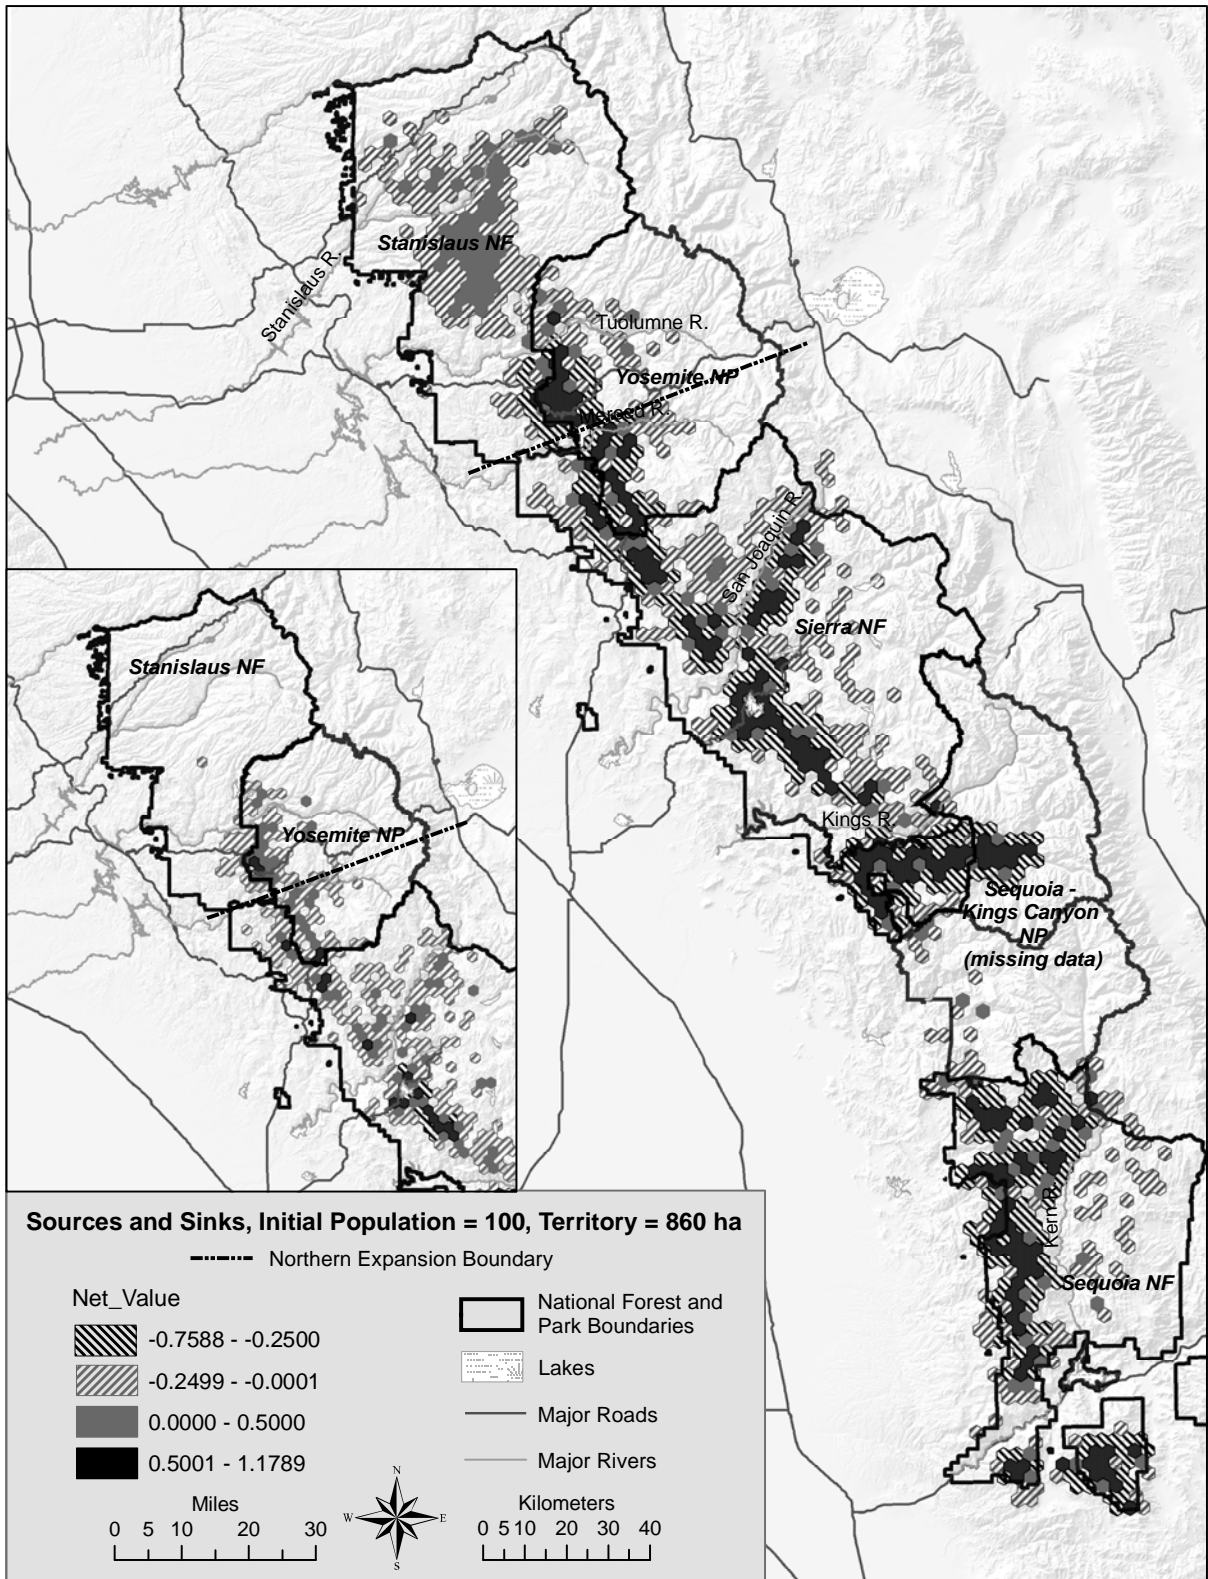 Stanislaus NF
Stanislaus R.
Tuolumne R.
Yosemite NP
Merced R.
San Joaquin R.
Sierra NF
Kings R.
Sequoia -
Kings Canyon
NP
(missing data)
Kern R.
Sequoia NF
Stanislaus NF
Yosemite NP
Sources and Sinks, Initial Population = 100, Territory = 860 ha
Northern Expansion Boundary
Net_Value
-0.7588 - -0.2500
-0.2499 - -0.0001
0.0000 - 0.5000
0.5001 - 1.1789
National Forest and
Park Boundaries
Lakes
Major Roads
Major Rivers
Miles
0 5 10 20 30
N
W E
S
Kilometers
0 5 10 20 30 40